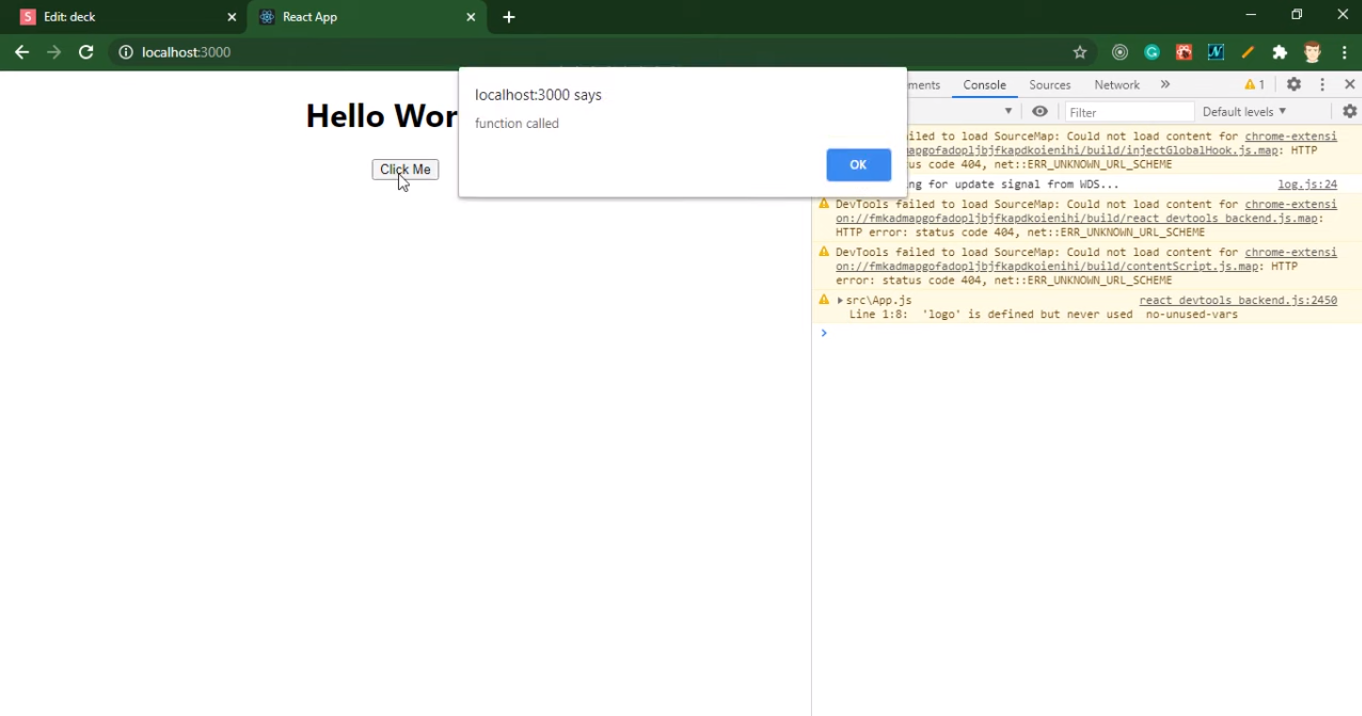 Edit: deck
React App
localhost:3000
localhost:3000 says
function called
OK
Hello Wor
Click Me
ments Console Sources Network » 1
Filter
Default levels ▼
iled to load SourceMap: Could not load content for chrome-extensi
apgofadopljbjfkapdkoienihi/build/injectGlobalHook.js.map: HTTP
us code 404, net::ERR_UNKNOWN_URL_SCHEME
ng for update signal from WDS... log.js:24
DevTools failed to load SourceMap: Could not load content for chrome-extensi
on://fmkadmapgofadopljbjfkapdkoienihi/build/react_devtools_backend.js.map:
HTTP error: status code 404, net::ERR_UNKNOWN_URL_SCHEME
DevTools failed to load SourceMap: Could not load content for chrome-extensi
on://fmkadmapgofadopljbjfkapdkoienihi/build/contentScript.js.map: HTTP
error: status code 404, net::ERR_UNKNOWN_URL_SCHEME
src\App.js react_devtools_backend.js:2450
Line 1:8: 'logo' is defined but never used no-unused-vars